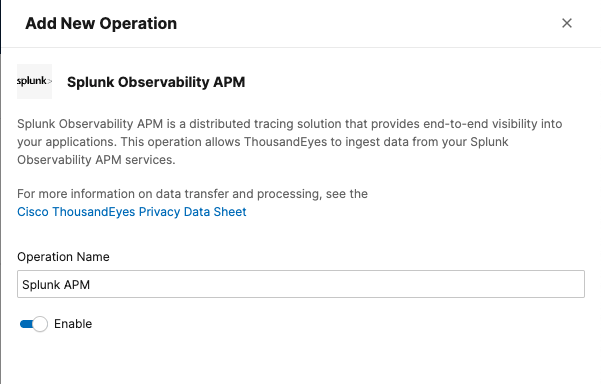 Add New Operation
splunk>
Splunk Observability APM
Splunk Observability APM is a distributed tracing solution that provides end-to-end visibility into
your applications. This operation allows ThousandEyes to ingest data from your Splunk
Observability APM services.
For more information on data transfer and processing, see the
Cisco ThousandEyes Privacy Data Sheet
Operation Name
Splunk APM
Enable